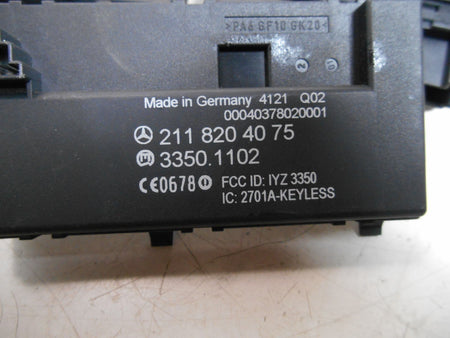 >PA6 GF10 GK20<
2
Made in Germany 4121 Q02
00040378020001
211 820 40 75
3350.1102
CE0678
FCC ID: IYZ 3350
IC: 2701A-KEYLESS